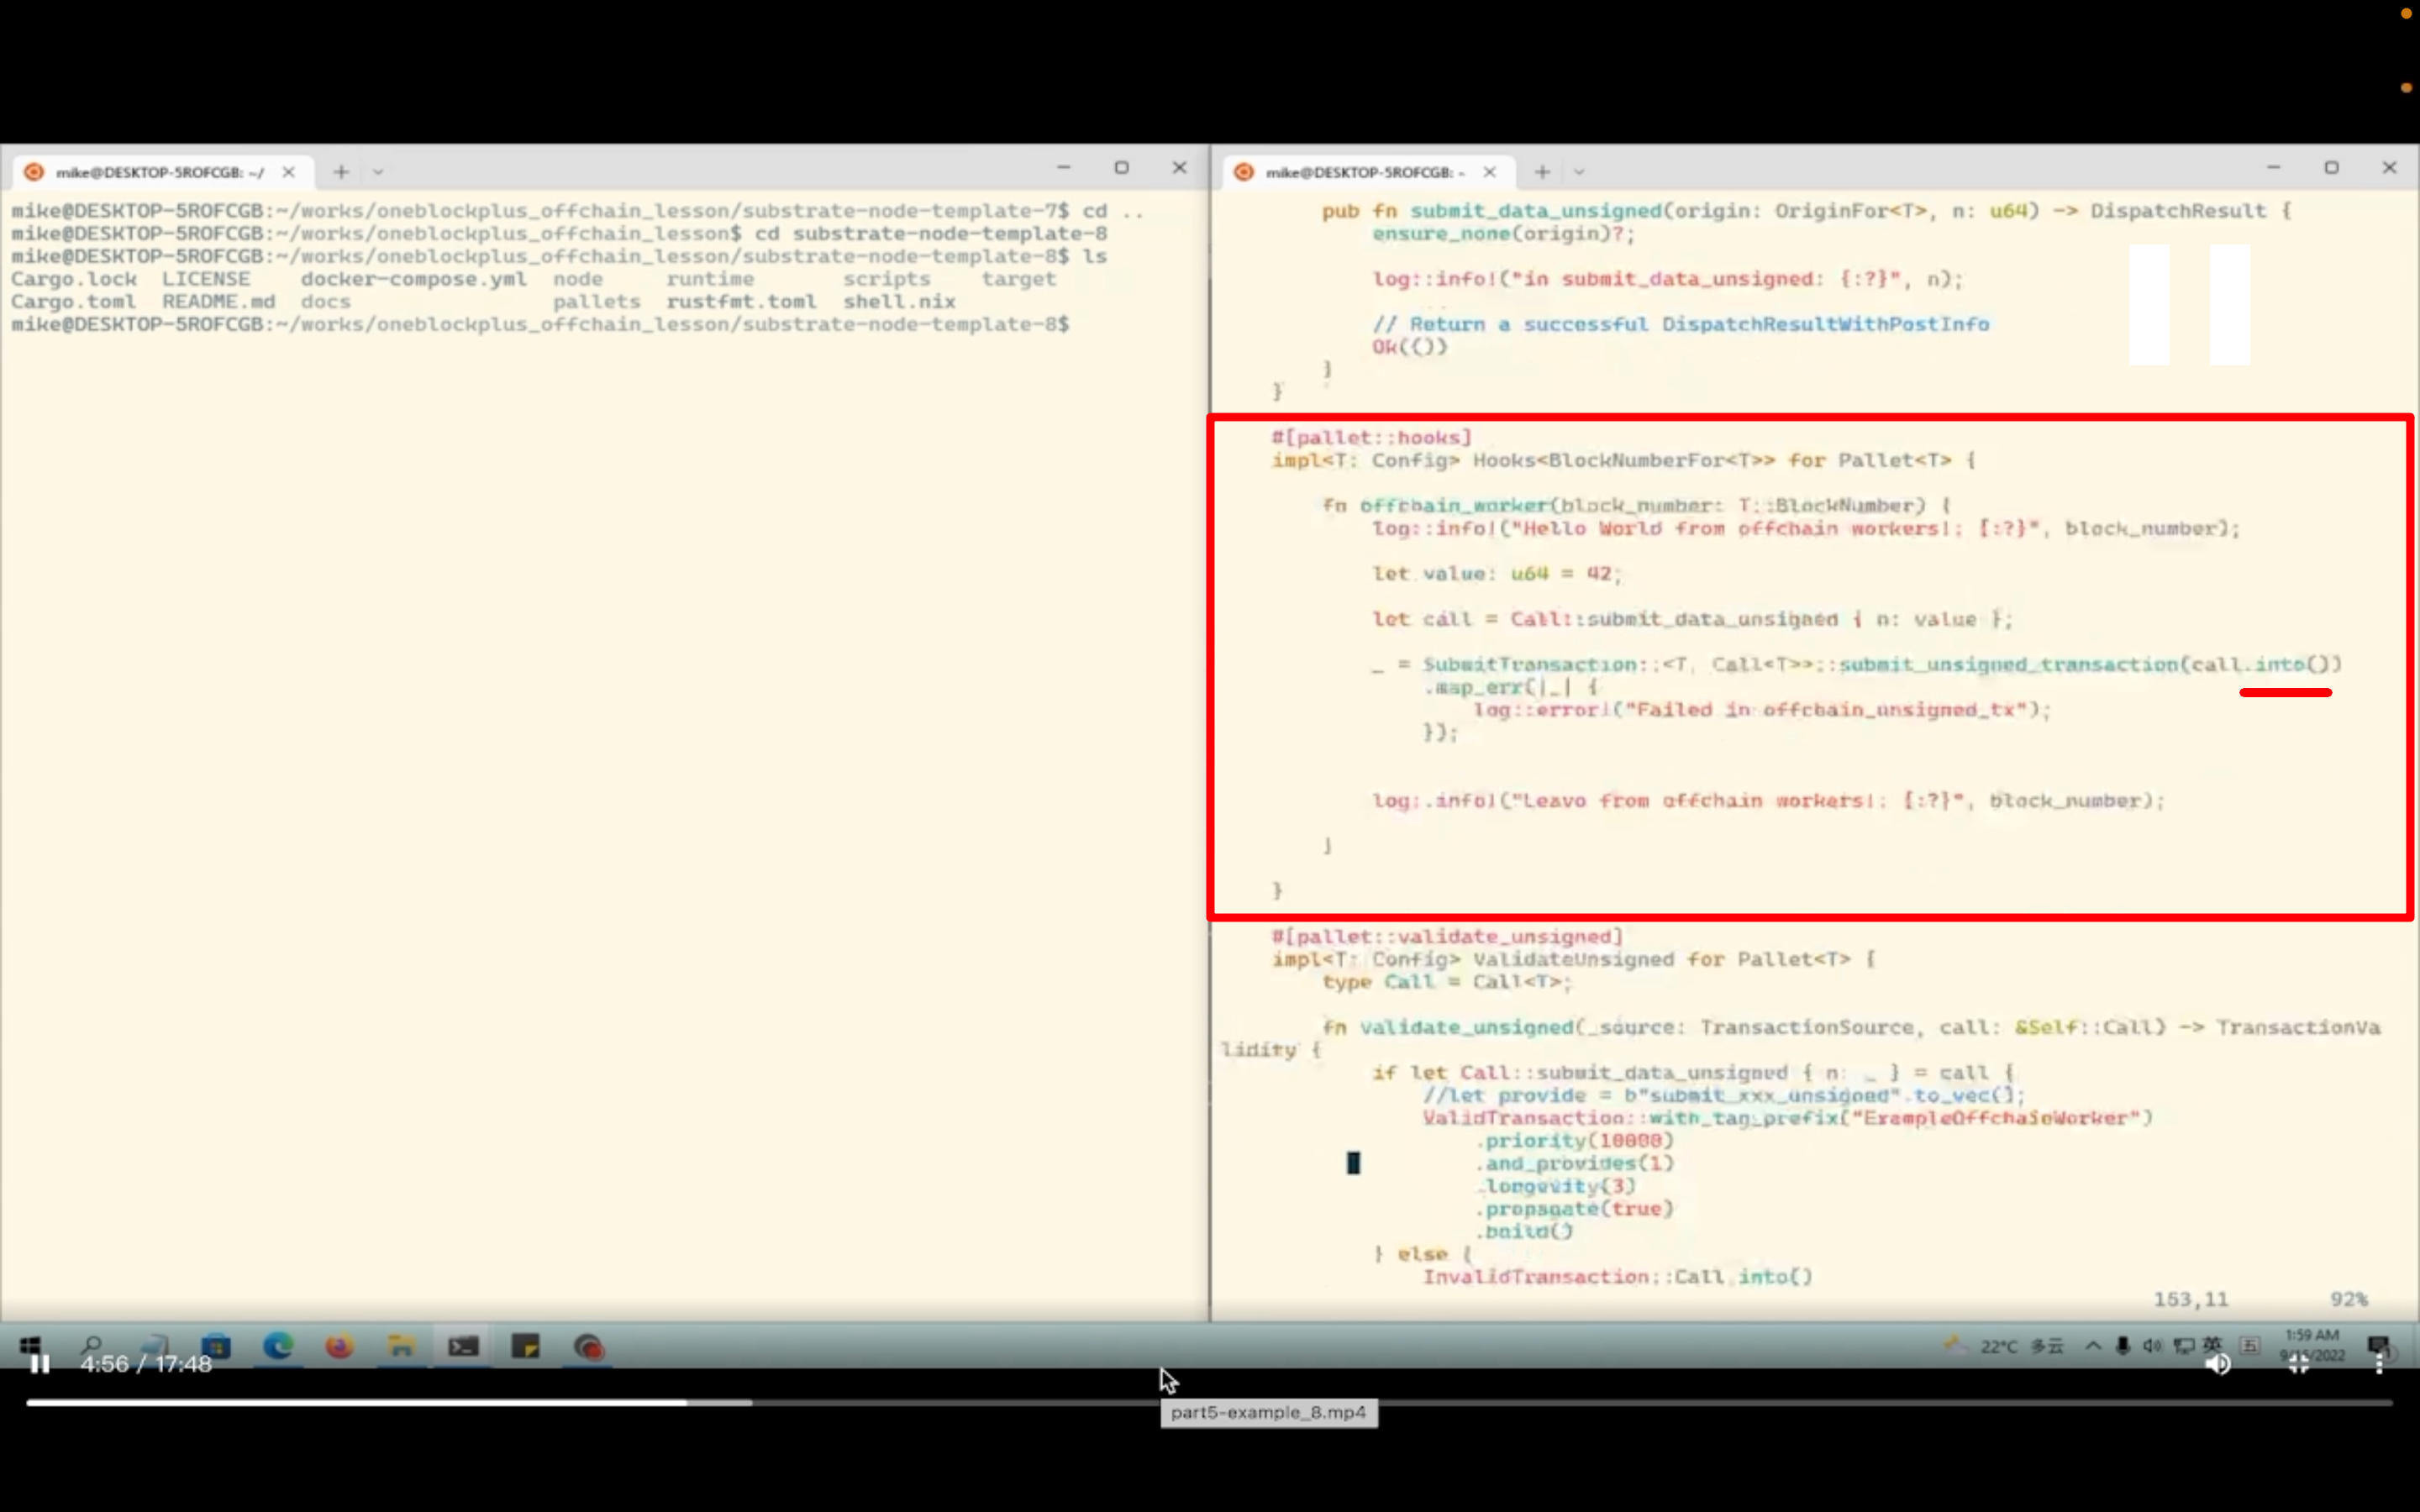 mike@DESKTOP-5ROFCGB: ~/
mike@DESKTOP-5ROFCGB:~/works/oneblockplus_offchain_lesson/substrate-node-template-7$ cd ..
mike@DESKTOP-5ROFCGB:~/works/oneblockplus_offchain_lesson$ cd substrate-node-template-8
mike@DESKTOP-5ROFCGB:~/works/oneblockplus_offchain_lesson/substrate-node-template-8$ ls
Cargo.lock LICENSE docker-compose.yml node runtime scripts target
Cargo.toml README.md docs pallets rustfmt.toml shell.nix
mike@DESKTOP-5ROFCGB:~/works/oneblockplus_offchain_lesson/substrate-node-template-8$
mike@DESKTOP-5ROFCGB: ~
pub fn submit_data_unsigned(origin: OriginFor<T>, n: u64) -> DispatchResult {
ensure_none(origin)?;
log::info!("in submit_data_unsigned: {:?}", n);
// Return a successful DispatchResultWithPostInfo
Ok(())
}
}
#[pallet::hooks]
impl<T: Config> Hooks<BlockNumberFor<T>> for Pallet<T> {
fn offchain_worker(block_number: T::BlockNumber) {
log::info!("Hello World from offchain workers!: {:?}", block_number);
let value: u64 = 42;
let call = Call::submit_data_unsigned { n: value };
_ = SubmitTransaction::<T, Call<T>>::submit_unsigned_transaction(call.into())
.map_err(|_| {
log::error!("Failed in offchain_unsigned_tx");
});
log::info!("Leave from offchain workers!: {:?}", block_number);
}
}
#[pallet::validate_unsigned]
impl<T: Config> ValidateUnsigned for Pallet<T> {
type Call = Call<T>;
fn validate_unsigned(_source: TransactionSource, call: &Self::Call) -> TransactionVa
lidity {
if let Call::submit_data_unsigned { n: _ } = call {
//let provide = b"submit_xxx_unsigned".to_vec();
ValidTransaction::with_tag_prefix("ExampleOffchainWorker")
.priority(10000)
.and_provides(1)
.longevity(3)
.propagate(true)
.build()
} else {
InvalidTransaction::Call.into()
153,11 92%
22°C 多云 英 五 1:59 AM
9/15/2022
4:56 / 17:48
part5-example_8.mp4